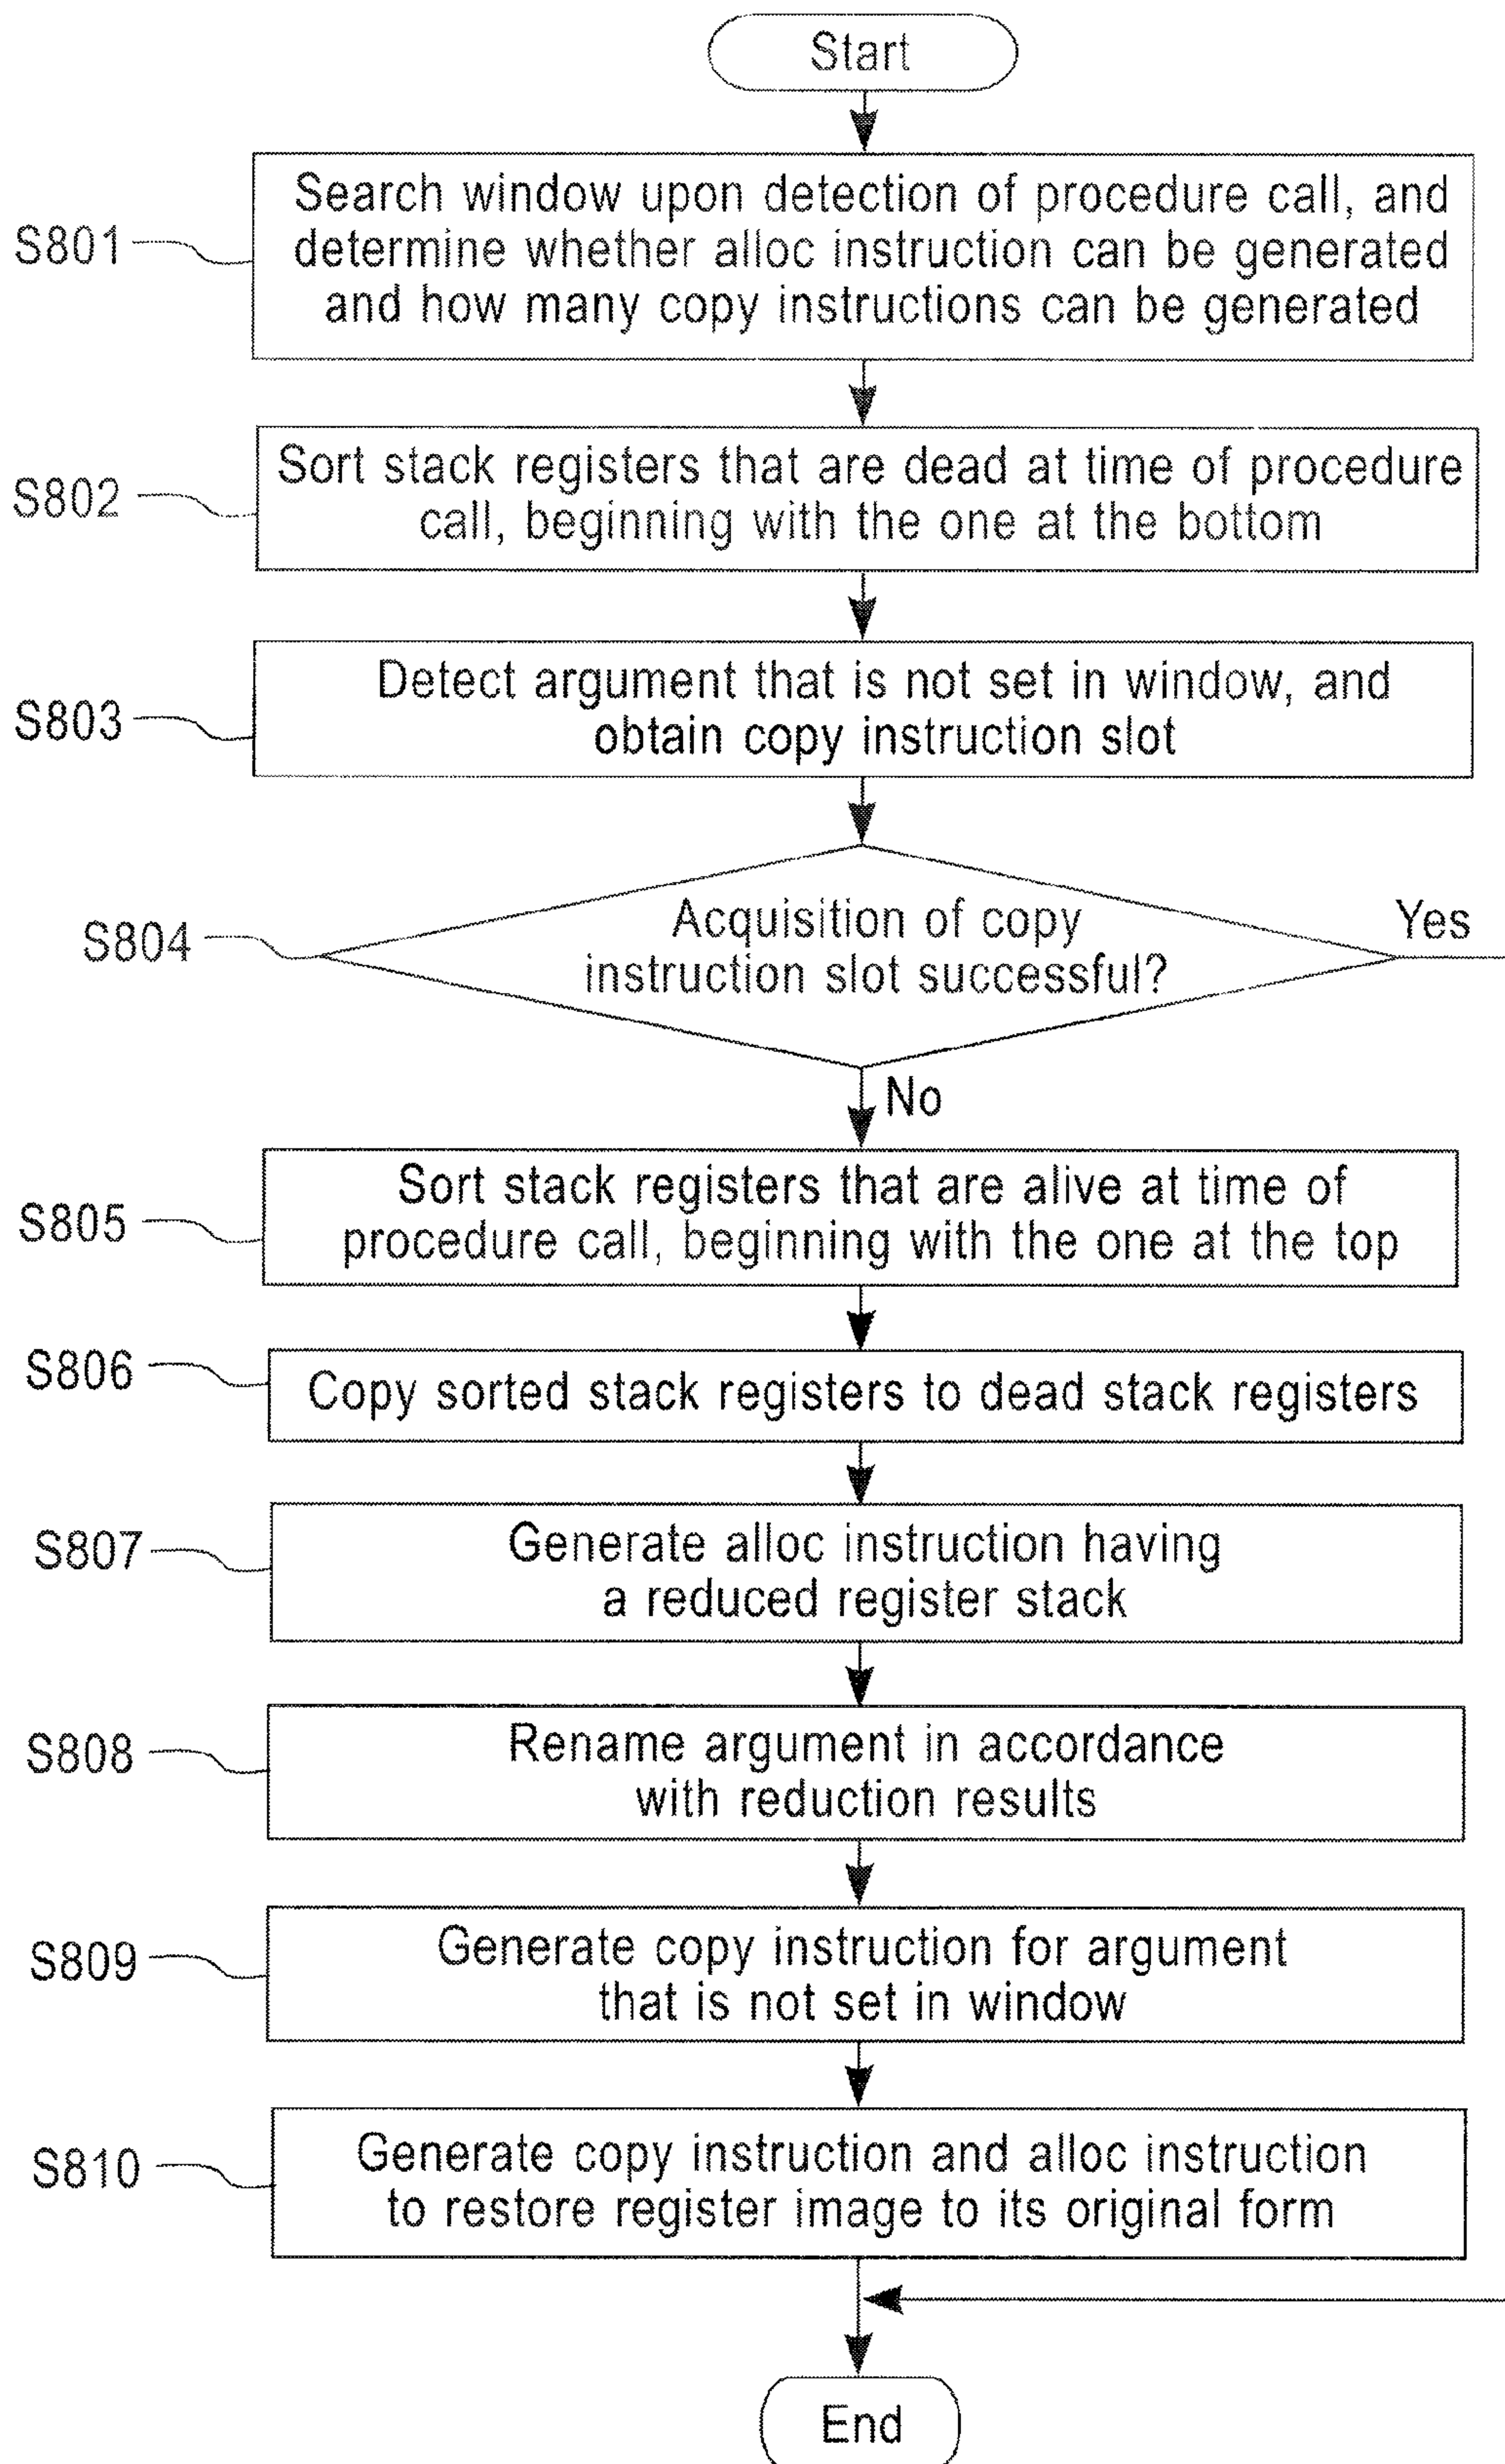 Start
S801
Search window upon detection of procedure call, and
determine whether alloc instruction can be generated
and how many copy instructions can be generated
S802
Sort stack registers that are dead at time of procedure
call, beginning with the one at the bottom
S803
Detect argument that is not set in window, and
obtain copy instruction slot
S804
Acquisition of copy
instruction slot successful?
Yes
No
S805
Sort stack registers that are alive at time of
procedure call, beginning with the one at the top
S806
Copy sorted stack registers to dead stack registers
S807
Generate alloc instruction having
a reduced register stack
S808
Rename argument in accordance
with reduction results
S809
Generate copy instruction for argument
that is not set in window
S810
Generate copy instruction and alloc instruction
to restore register image to its original form
End